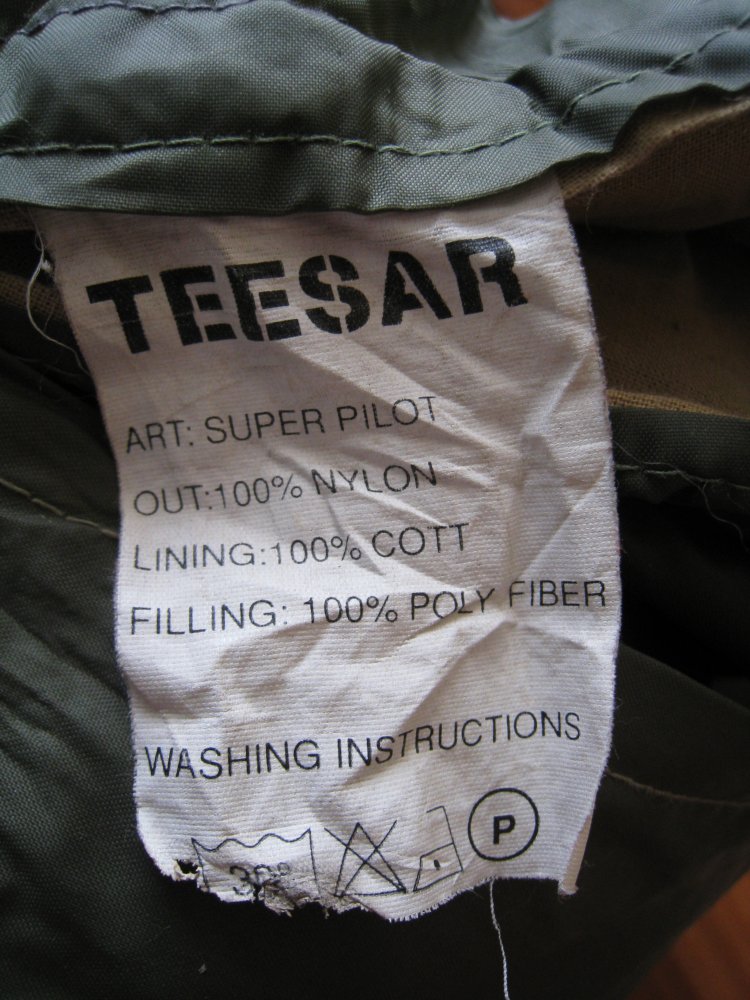 TEESAR
ART: SUPER PILOT
OUT:100% NYLON
LINING:100% COTT
FILLING: 100% POLY FIBER
WASHING INSTRUCTIONS
P